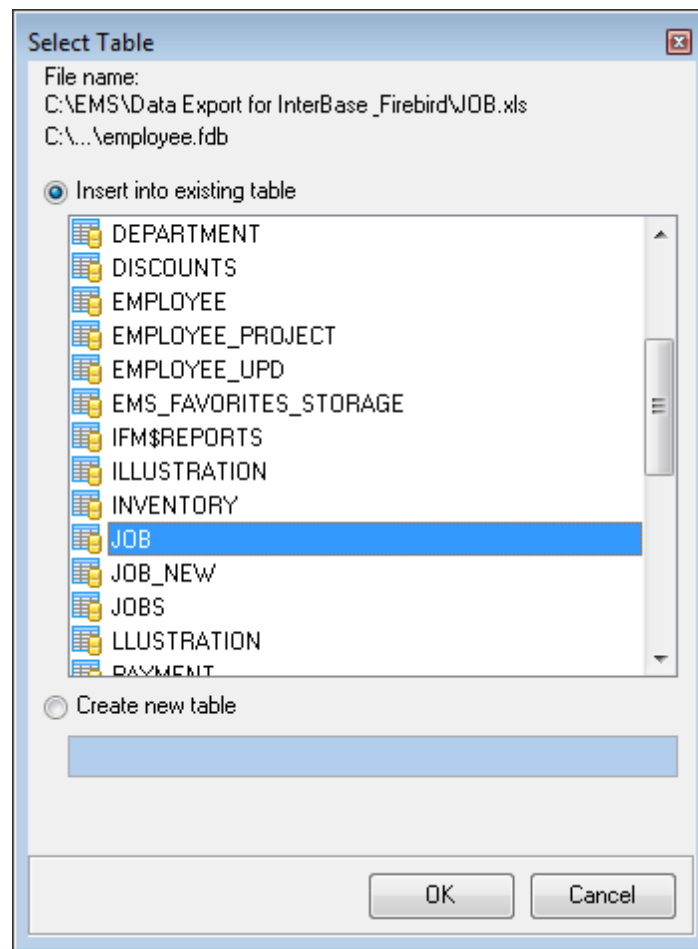 Select Table
File name:
C:\EMS\Data Export for InterBase_Firebird\JOB.xls
C:\...\employee.fdb
Insert into existing table
DEPARTMENT
DISCOUNTS
EMPLOYEE
EMPLOYEE_PROJECT
EMPLOYEE_UPD
EMS_FAVORITES_STORAGE
IFM$REPORTS
ILLUSTRATION
INVENTORY
JOB
JOB_NEW
JOBS
LLUSTRATION
PAYMENT
Create new table
OK
Cancel